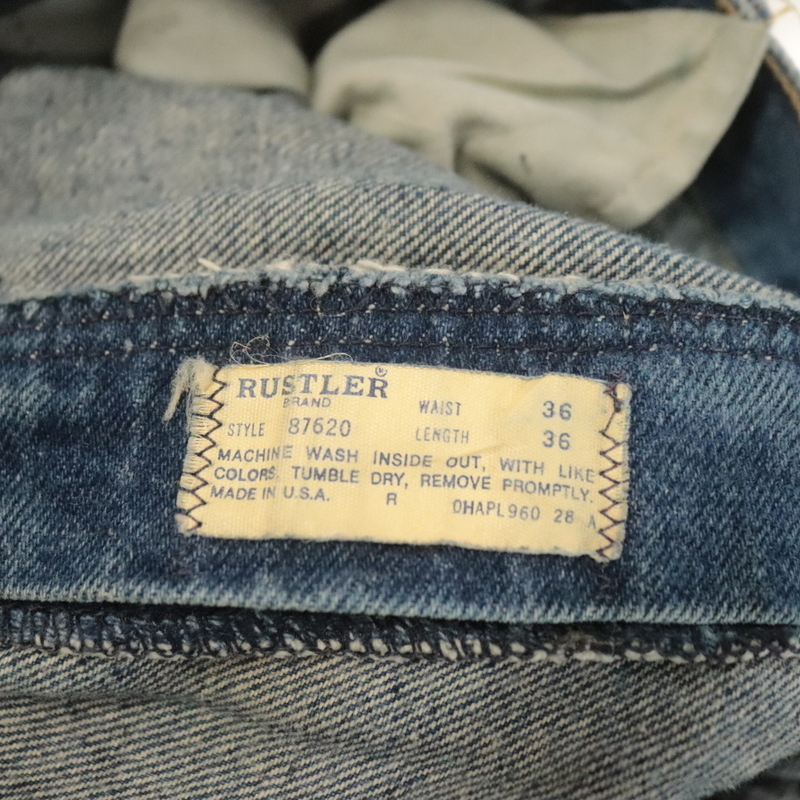 RUSTLER®
BRAND
WAIST 36
STYLE 87620 LENGTH 36
MACHINE WASH INSIDE OUT, WITH LIKE
COLORS. TUMBLE DRY, REMOVE PROMPTLY.
MADE IN U.S.A. R 0HAPL960 28 A